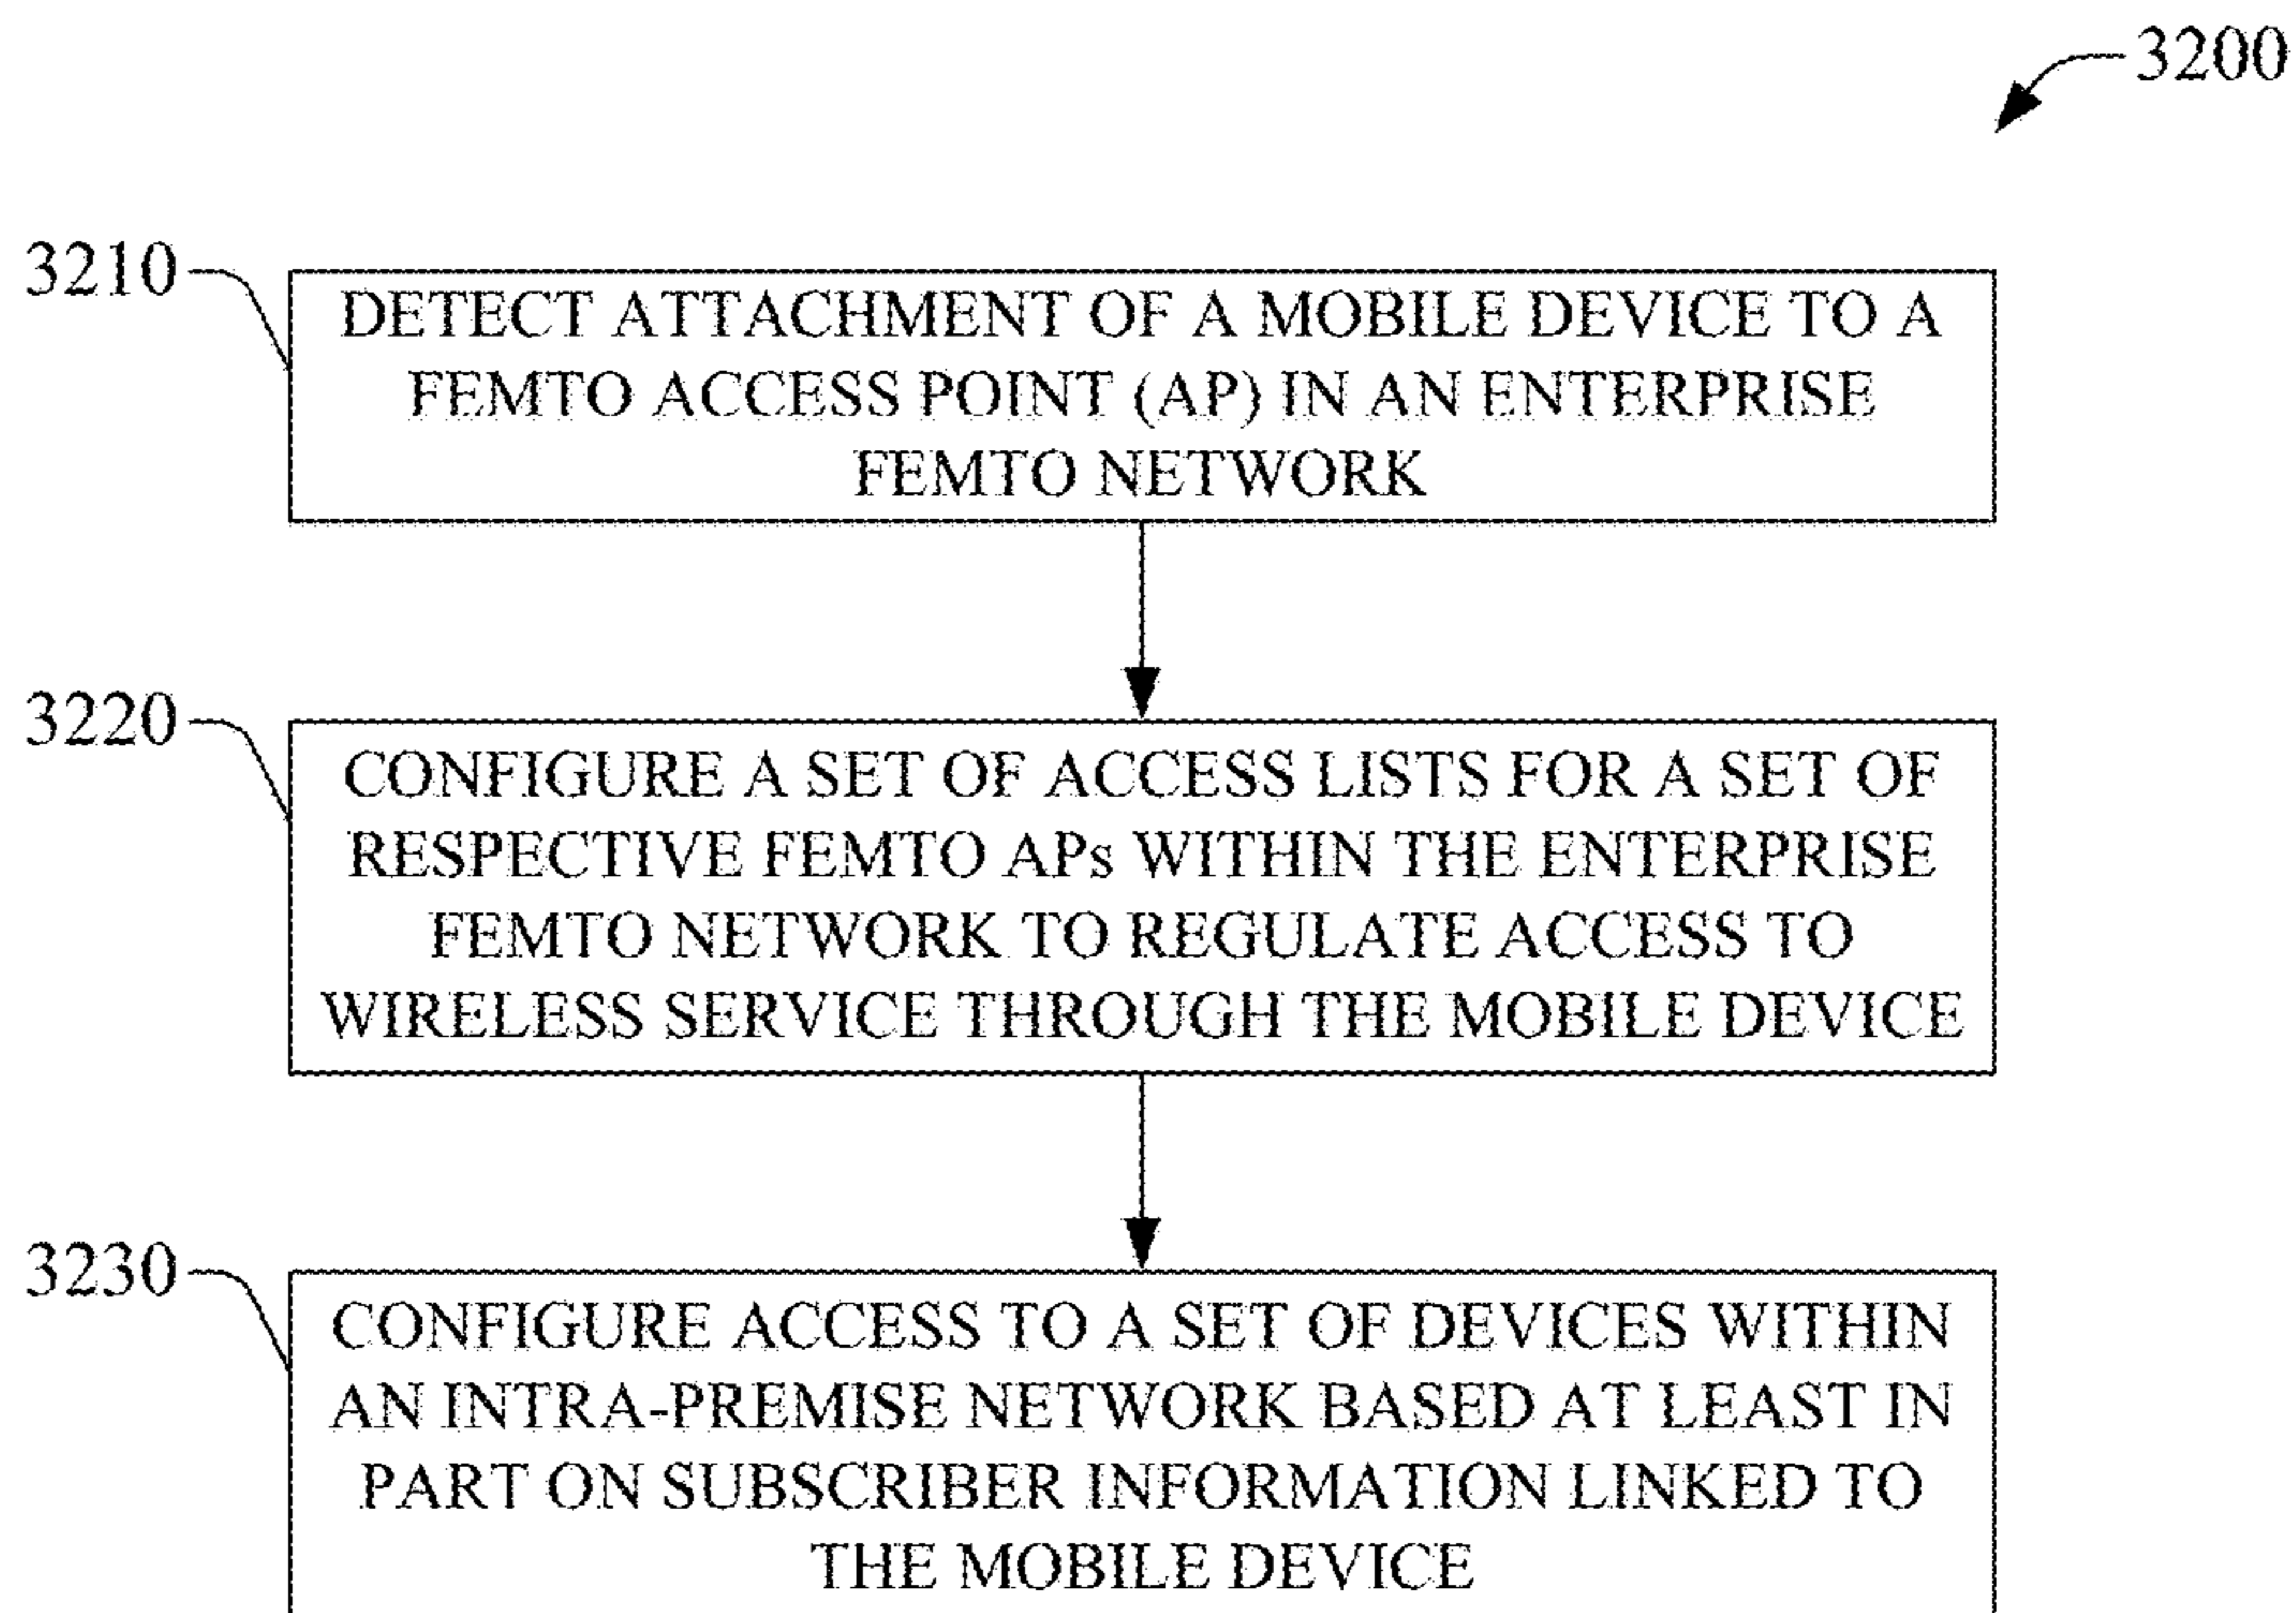 3200
3210
DETECT ATTACHMENT OF A MOBILE DEVICE TO A
FEMTO ACCESS POINT (AP) IN AN ENTERPRISE
FEMTO NETWORK
3220
CONFIGURE A SET OF ACCESS LISTS FOR A SET OF
RESPECTIVE FEMTO APs WITHIN THE ENTERPRISE
FEMTO NETWORK TO REGULATE ACCESS TO
WIRELESS SERVICE THROUGH THE MOBILE DEVICE
3230
CONFIGURE ACCESS TO A SET OF DEVICES WITHIN
AN INTRA-PREMISE NETWORK BASED AT LEAST IN
PART ON SUBSCRIBER INFORMATION LINKED TO
THE MOBILE DEVICE